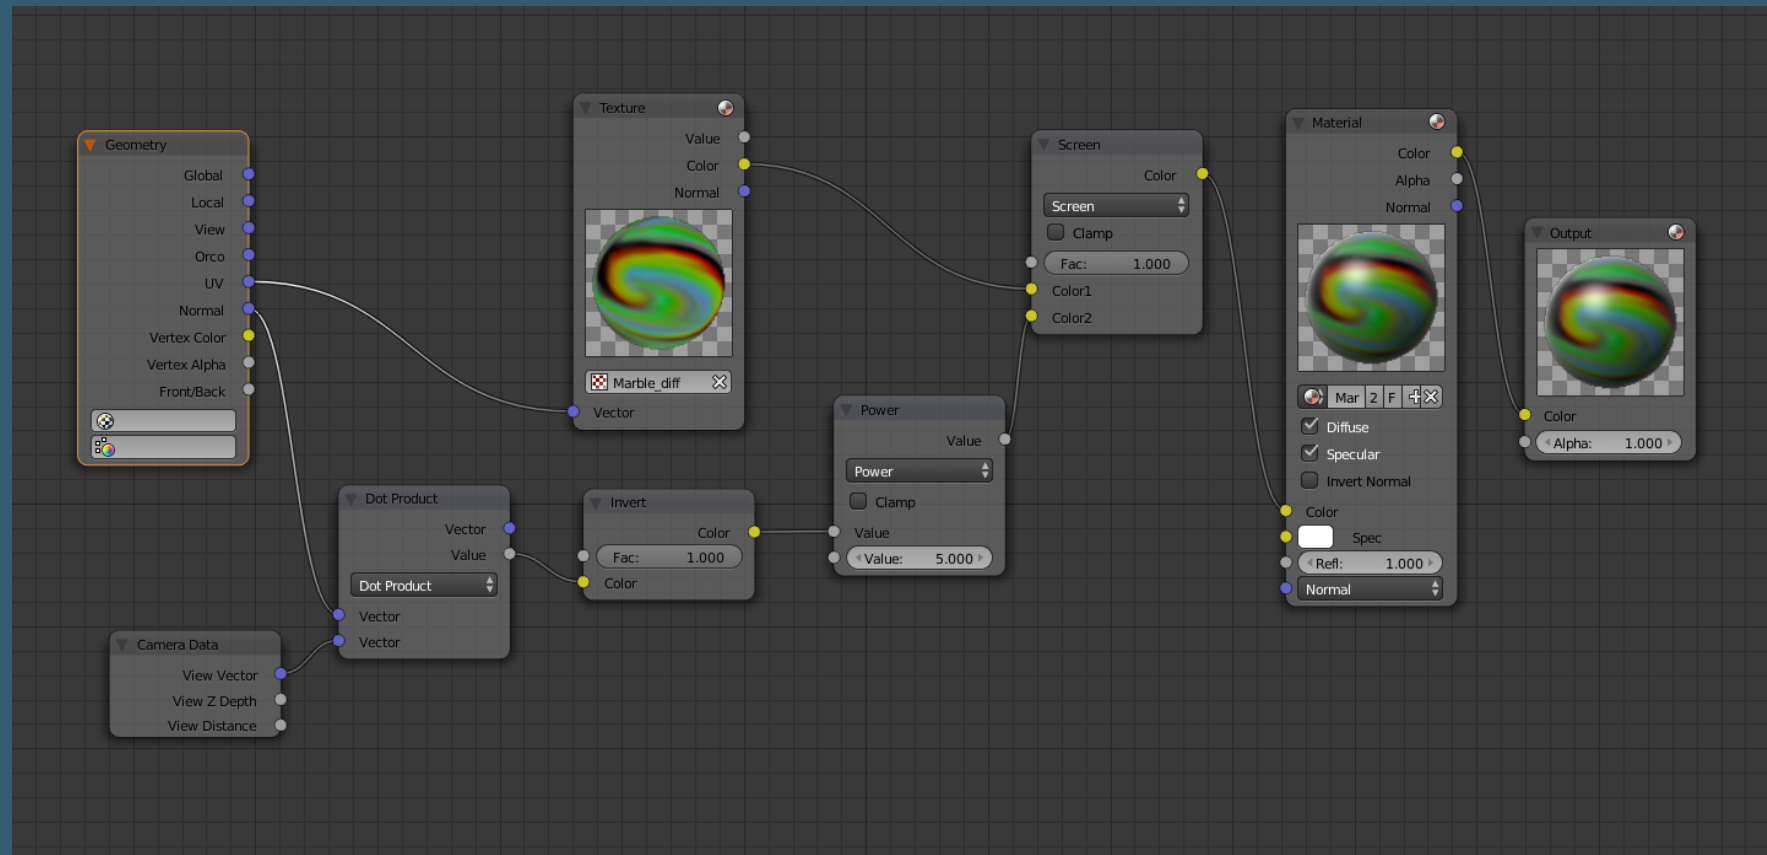 Geometry
Global
Local
View
Orco
UV
Normal
Vertex Color
Vertex Alpha
Front/Back
Camera Data
View Vector
View Z Depth
View Distance
Dot Product
Vector
Value
Dot Product
Vector
Vector
Texture
Value
Color
Normal
Marble_diff
Vector
Invert
Color
Fac: 1.000
Color
Power
Value
Power
Clamp
Value
Value: 5.000
Screen
Color
Screen
Clamp
Fac: 1.000
Color1
Color2
Material
Color
Alpha
Normal
Mar 2 F
Diffuse
Specular
Invert Normal
Color
Spec
Refl: 1.000
Normal
Output
Color
Alpha: 1.000